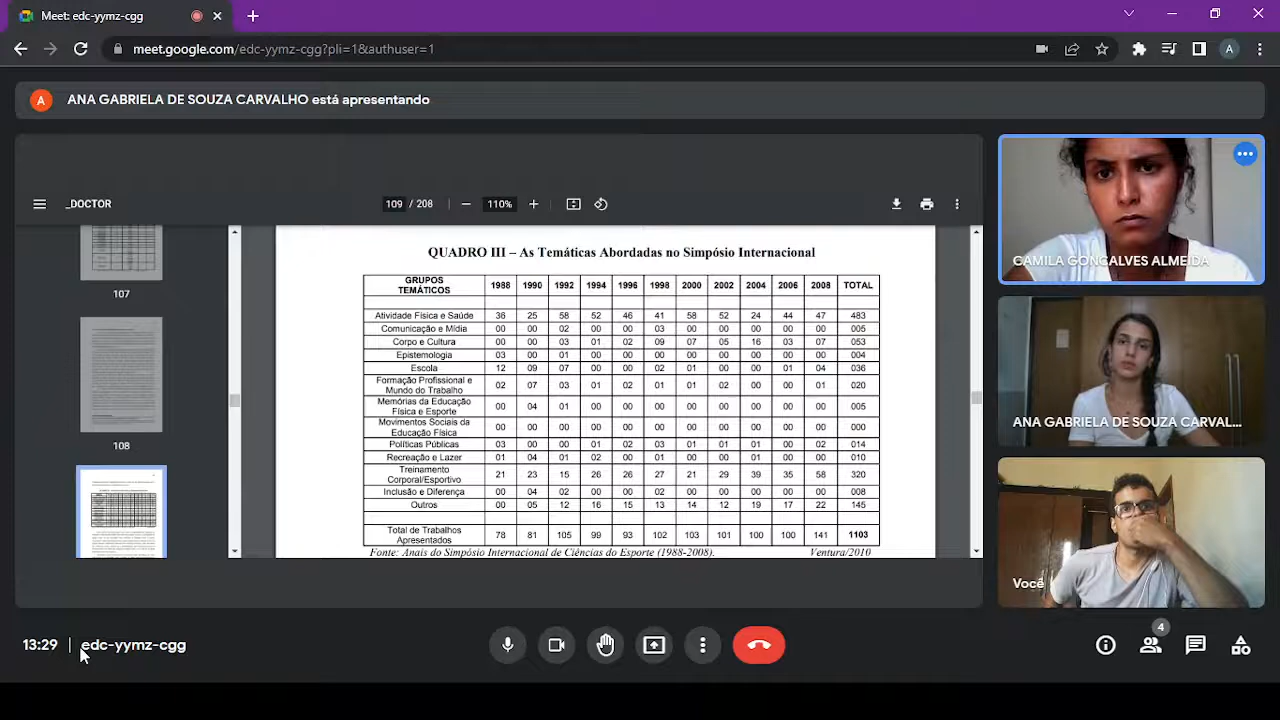 Meet: edc-yymz-cgg
meet.google.com/edc-yymz-cgg?pli=1&authuser=1
A
A ANA GABRIELA DE SOUZA CARVALHO está apresentando
_DOCTOR 109 / 208 110%
107
108
QUADRO III – As Temáticas Abordadas no Simpósio Internacional
GRUPOS TEMÁTICOS 1988 1990 1992 1994 1996 1998 2000 2002 2004 2006 2008 TOTAL
Atividade Física e Saúde 36 25 58 52 46 41 58 52 24 44 47 483
Comunicação e Mídia 00 00 02 00 00 03 00 00 00 00 00 005
Corpo e Cultura 00 00 03 01 02 09 07 05 16 03 07 053
Epistemologia 03 00 01 00 00 00 00 00 00 00 00 004
Escola 12 09 07 00 00 02 01 00 00 01 04 036
Formação Profissional e Mundo do Trabalho 02 07 03 01 02 01 01 02 00 00 01 020
Memórias da Educação Física e Esporte 00 04 01 00 00 00 00 00 00 00 00 005
Movimentos Sociais da Educação Física 00 00 00 00 00 00 00 00 00 00 00 000
Políticas Públicas 03 00 00 01 02 03 01 01 01 00 02 014
Recreação e Lazer 01 04 01 02 00 01 00 00 01 00 00 010
Treinamento Corporal/Esportivo 21 23 15 26 26 27 21 29 39 35 58 320
Inclusão e Diferença 00 04 02 00 00 02 00 00 00 00 00 008
Outros 00 05 12 16 15 13 14 12 19 17 22 145
Total de Trabalhos Apresentados 78 81 105 99 93 102 103 101 100 100 141 1103
Fonte: Anais do Simpósio Internacional de Ciências do Esporte (1988-2008). Ventura/2010
CAMILA GONÇALVES ALMEIDA
ANA GABRIELA DE SOUZA CARVAL...
Você
13:29 | edc-yymz-cgg
4